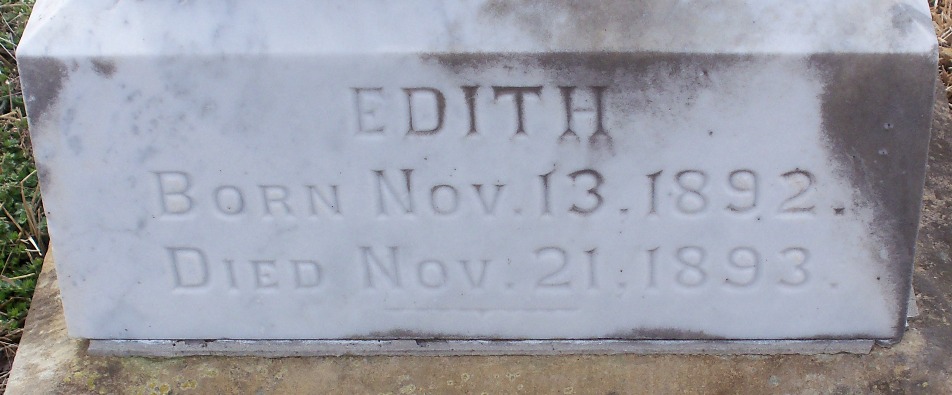 EDITH
BORN NOV. 13. 1892.
DIED NOV. 21, 1893.